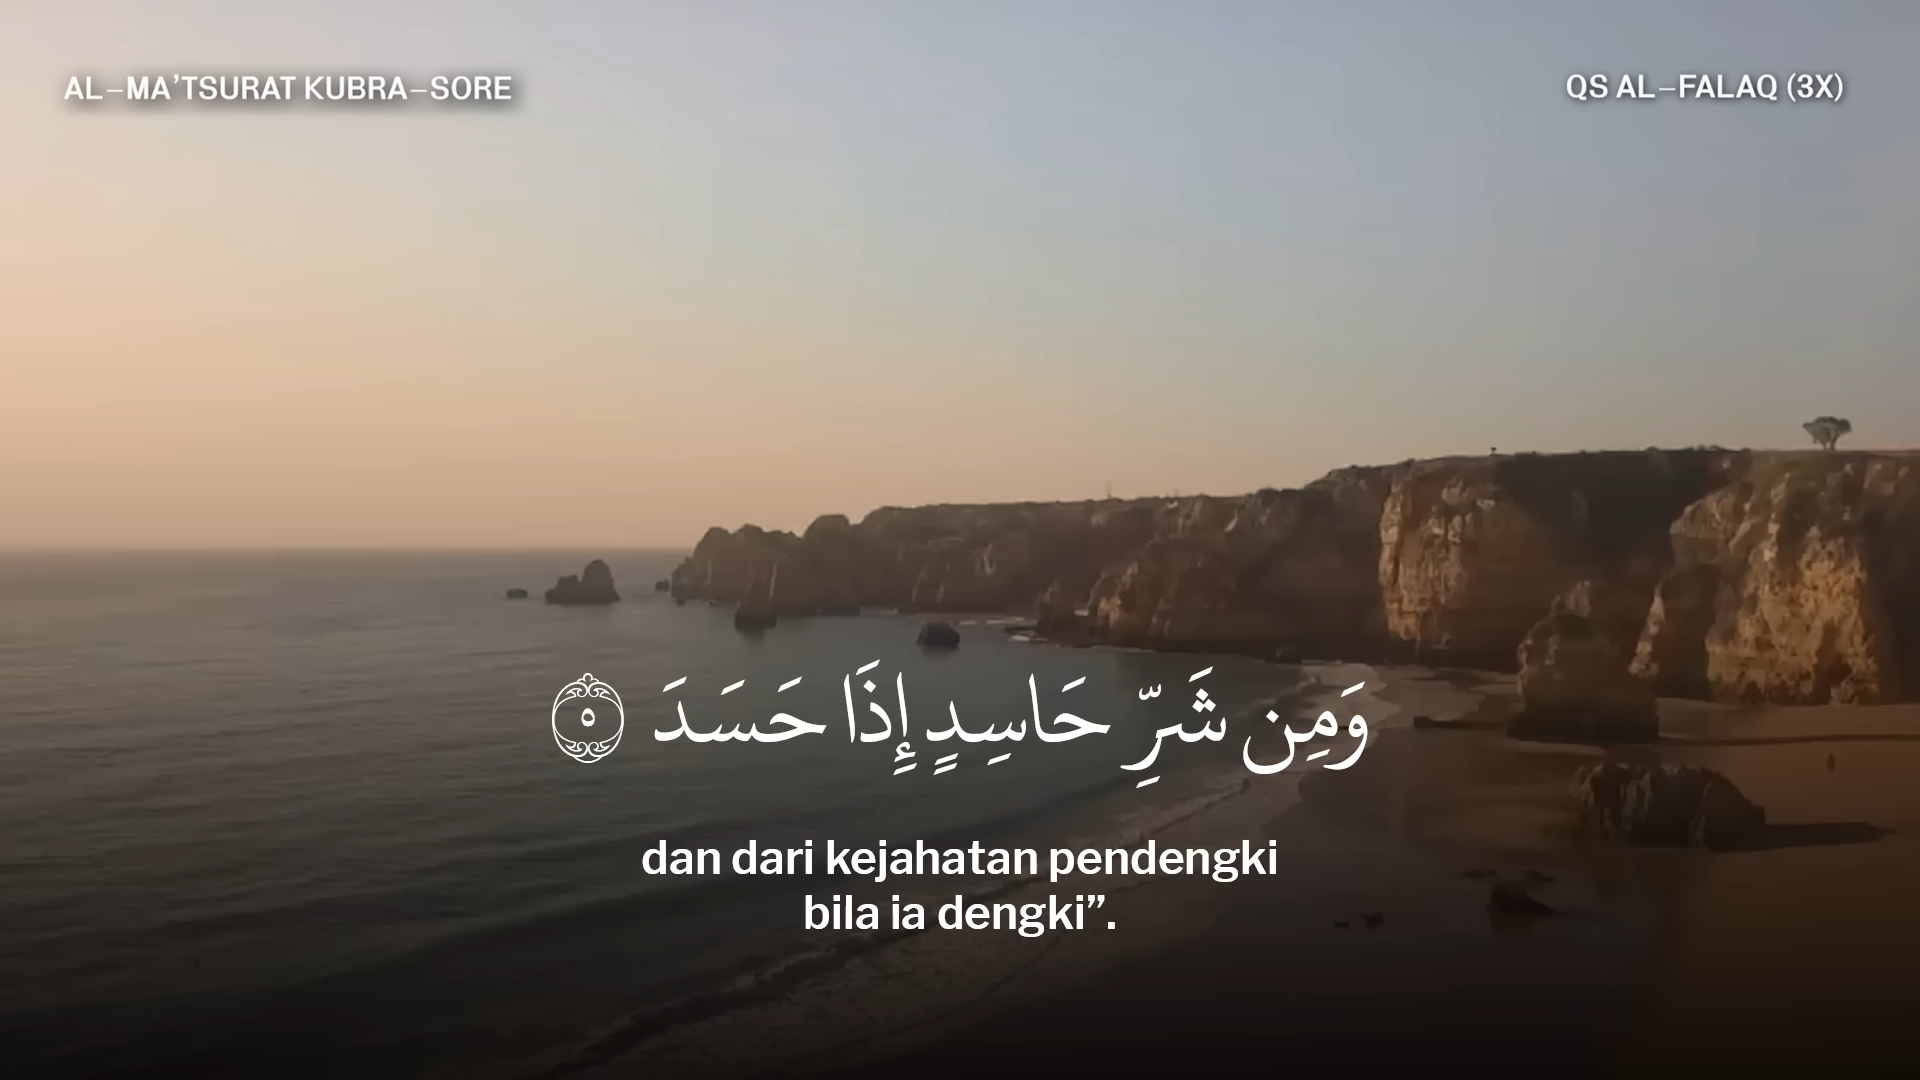 AL–MA’TSURAT KUBRA–SORE
QS AL–FALAQ (3X)
وَمِن شَرِّ حَاسِدٍ إِذَا حَسَدَ ۝٥
dan dari kejahatan pendengki
bila ia dengki”.